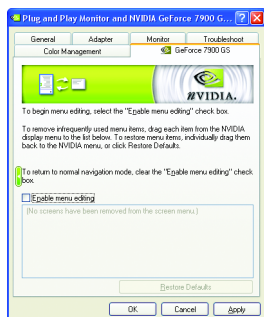 Plug and Play Monitor and NVIDIA GeForce 7900 G...
General Adapter Monitor Troubleshoot
Color Management GeForce 7900 GS
NVIDIA.
To begin menu editing, select the "Enable menu editing" check box.
To remove infrequently used menu items, drag each item from the NVIDIA
display menu to the list below. To restore menu items, individually drag them
back to the NVIDIA menu, or click Restore Defaults.
To return to normal navigation mode, clear the "Enable menu editing" check
box.
Enable menu editing
(No screens have been removed from the screen menu.)
Restore Defaults
OK Cancel Apply